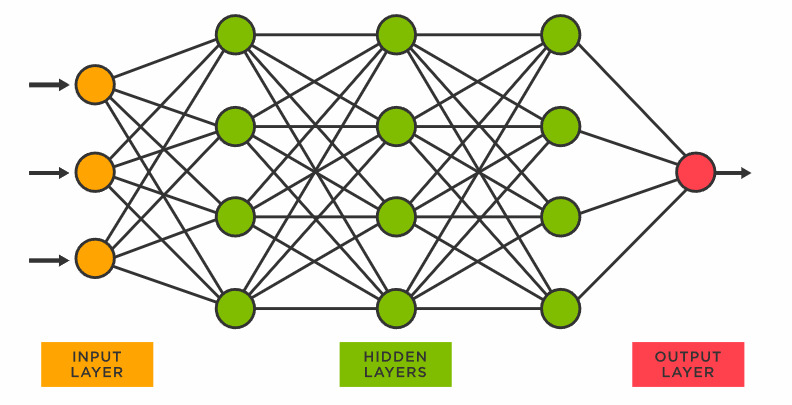 INPUT
LAYER
HIDDEN
LAYERS
OUTPUT
LAYER